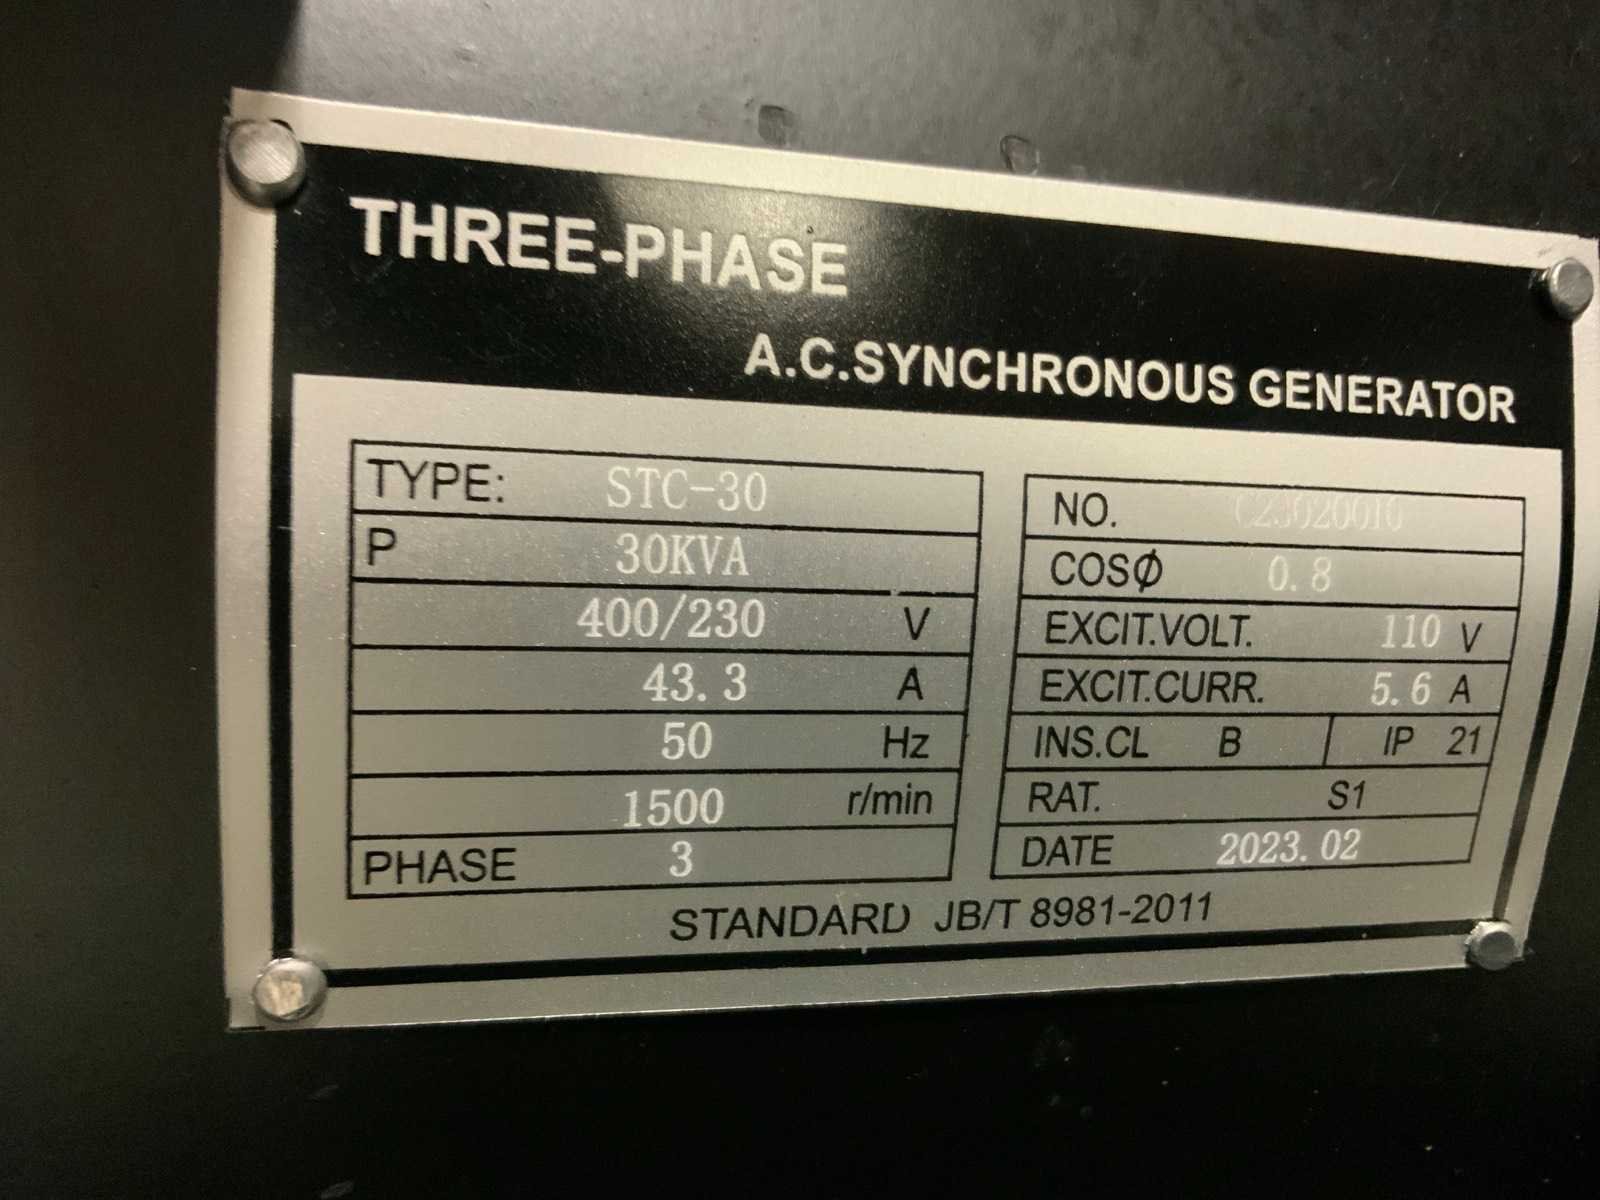 THREE-PHASE
A.C.SYNCHRONOUS GENERATOR
TYPE: STC-30
P 30KVA
400/230 V
43.3 A
50 Hz
1500 r/min
PHASE 3
NO. C23020010
COSØ 0.8
EXCIT.VOLT. 110 V
EXCIT.CURR. 5.6 A
INS.CL B IP 21
RAT. S1
DATE 2023.02
STANDARD JB/T 8981-2011